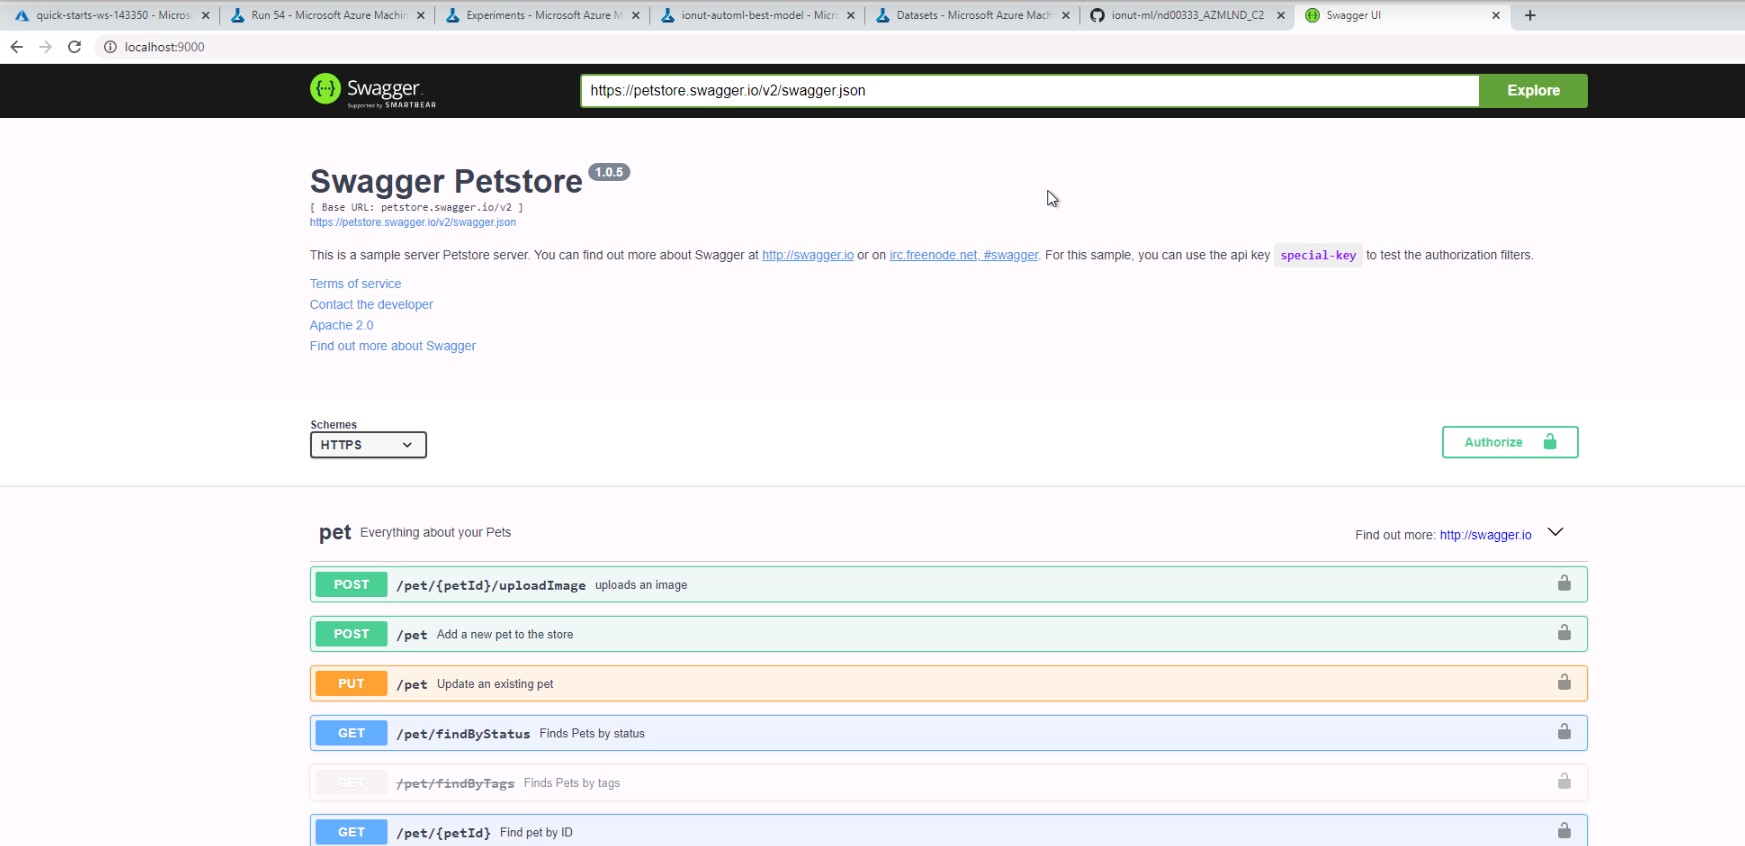 quick-starts-ws-143350 - Micros
Run 54 - Microsoft Azure Machin
Experiments - Microsoft Azure M
ionut-automl-best-model - Micro
Datasets - Microsoft Azure Mach
ionut-ml/nd00333_AZMLND_C2
Swagger UI
localhost:9000
Swagger
Supported by SMARTBEAR
https://petstore.swagger.io/v2/swagger.json
Explore
Swagger Petstore 1.0.5
[ Base URL: petstore.swagger.io/v2 ]
https://petstore.swagger.io/v2/swagger.json
This is a sample server Petstore server. You can find out more about Swagger at http://swagger.io or on irc.freenode.net, #swagger. For this sample, you can use the api key special-key to test the authorization filters.
Terms of service
Contact the developer
Apache 2.0
Find out more about Swagger
Schemes
HTTPS
Authorize
pet Everything about your Pets
Find out more: http://swagger.io
POST /pet/{petId}/uploadImage uploads an image
POST /pet Add a new pet to the store
PUT /pet Update an existing pet
GET /pet/findByStatus Finds Pets by status
GET /pet/findByTags Finds Pets by tags
GET /pet/{petId} Find pet by ID